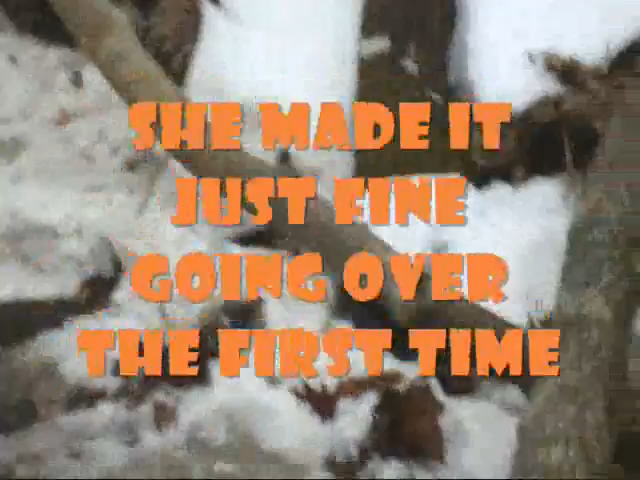 SHE MADE IT
JUST FINE
GOING OVER
THE FIRST TIME